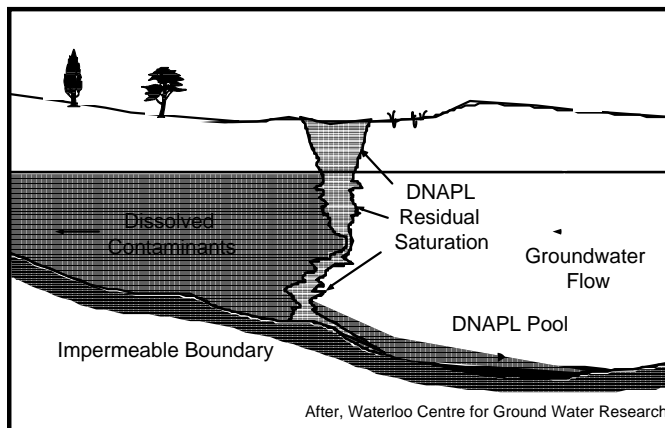 DNAPL
Residual
Saturation
Dissolved
Contaminants
Groundwater
Flow
DNAPL Pool
Impermeable Boundary
After, Waterloo Centre for Ground Water Research